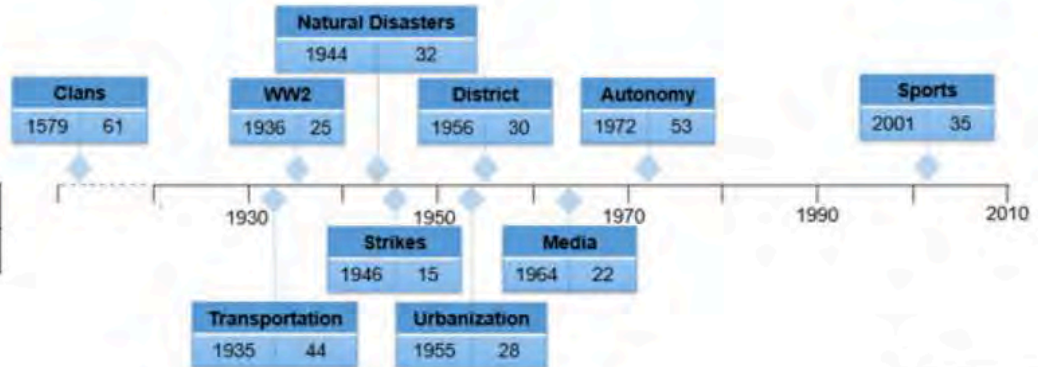 Natural Disasters
1944 32
Clans
1579 61
WW2
1936 25
District
1956 30
Autonomy
1972 53
Sports
2001 35
1930 1950 1970 1990 2010
Strikes
1946 15
Media
1964 22
Transportation
1935 44
Urbanization
1955 28